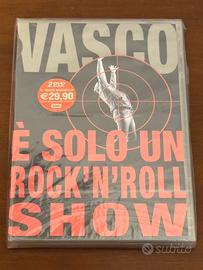 VASCO
2 DVD
€29,90
È SOLO UN
ROCK'N'ROLL
SHOW
subito